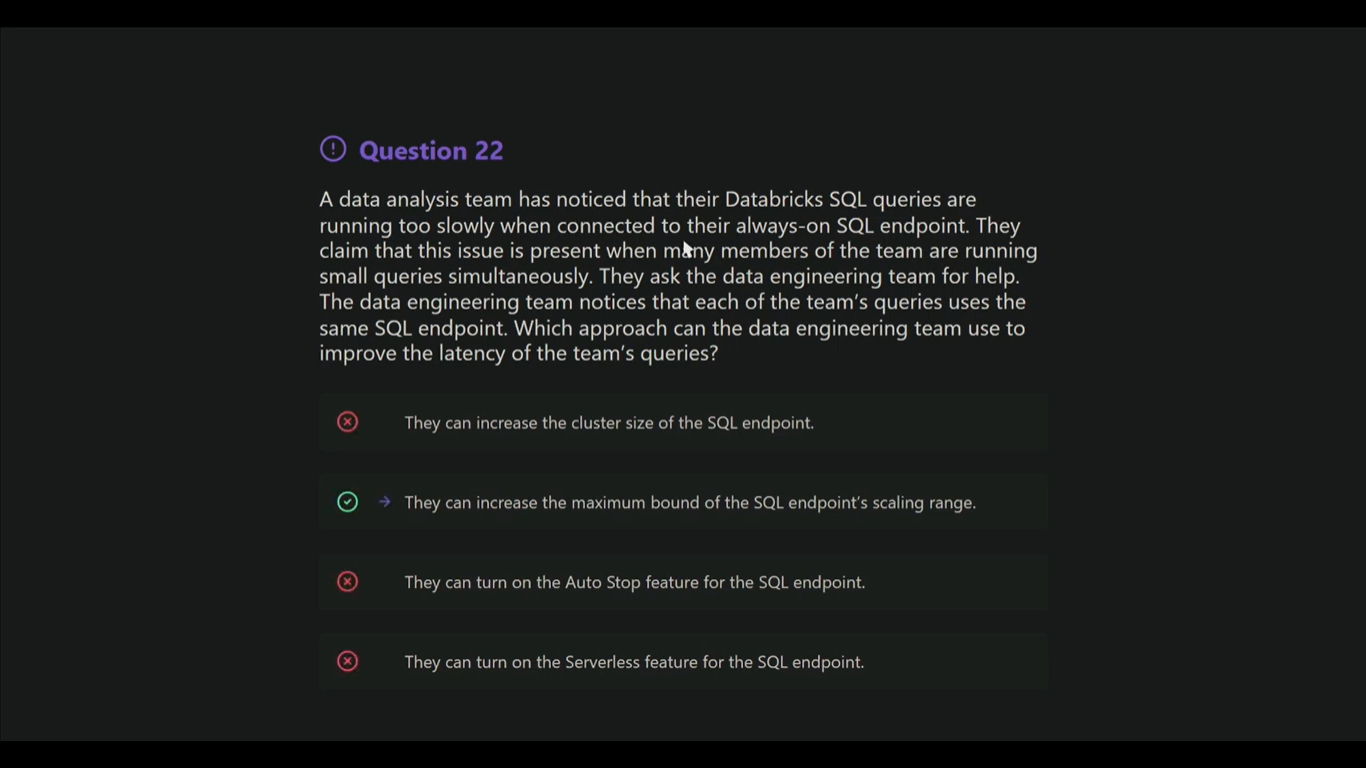 Question 22
A data analysis team has noticed that their Databricks SQL queries are
running too slowly when connected to their always-on SQL endpoint. They
claim that this issue is present when many members of the team are running
small queries simultaneously. They ask the data engineering team for help.
The data engineering team notices that each of the team’s queries uses the
same SQL endpoint. Which approach can the data engineering team use to
improve the latency of the team’s queries?
They can increase the cluster size of the SQL endpoint.
They can increase the maximum bound of the SQL endpoint’s scaling range.
They can turn on the Auto Stop feature for the SQL endpoint.
They can turn on the Serverless feature for the SQL endpoint.